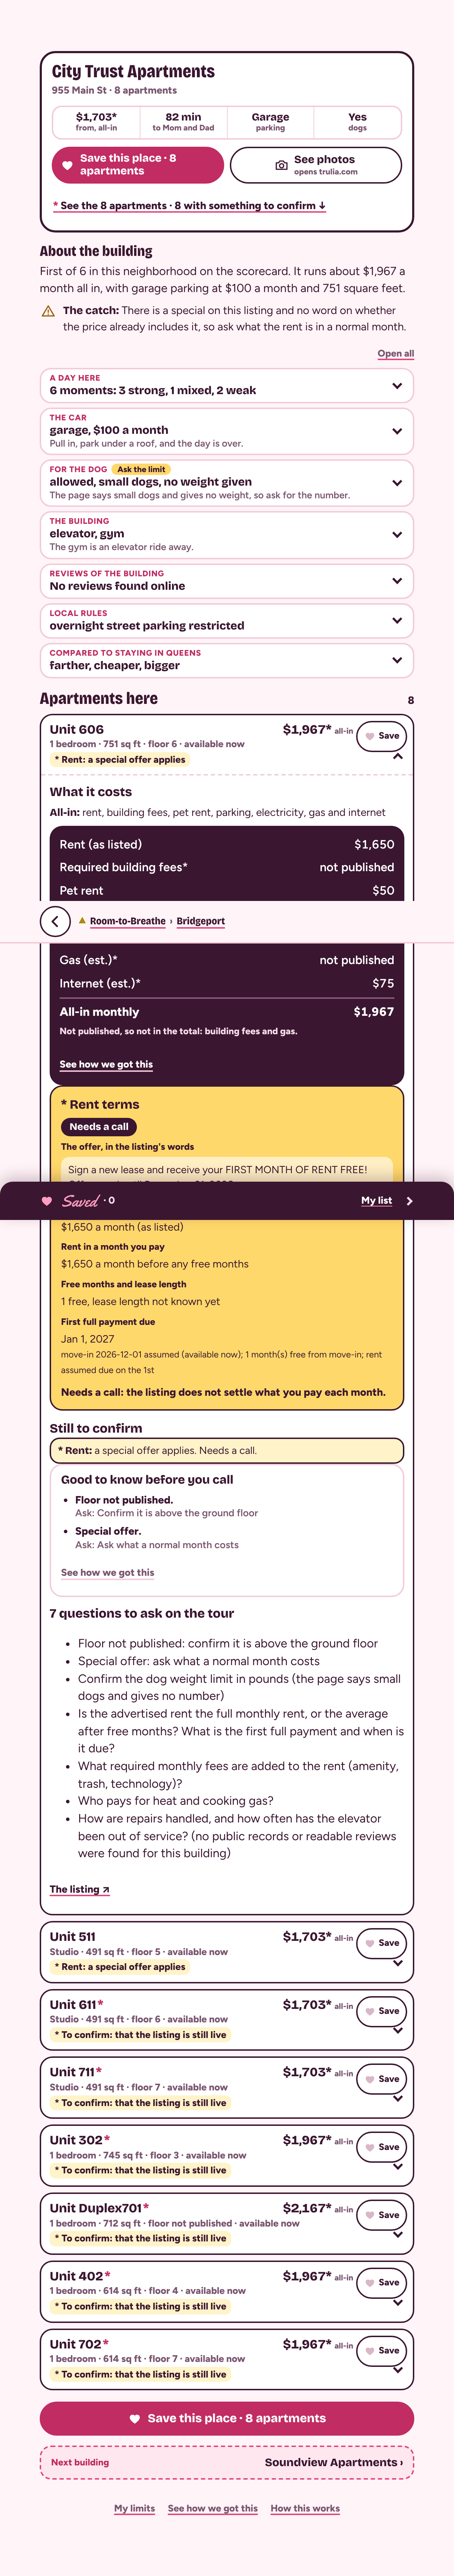 City Trust Apartments
955 Main St · 8 apartments
$1,703* 82 min Garage Yes
from, all-in to Mom and Dad parking dogs
Save this place · 8 apartments
See photos
opens trulia.com
* See the 8 apartments · 8 with something to confirm ↓
About the building
First of 6 in this neighborhood on the scorecard. It runs about $1,967 a
month all in, with garage parking at $100 a month and 751 square feet.
The catch: There is a special on this listing and no word on whether
the price already includes it, so ask what the rent is in a normal month.
Open all
A DAY HERE
6 moments: 3 strong, 1 mixed, 2 weak
THE CAR
garage, $100 a month
Pull in, park under a roof, and the day is over.
FOR THE DOG Ask the limit
allowed, small dogs, no weight given
The page says small dogs and gives no weight, so ask for the number.
THE BUILDING
elevator, gym
The gym is an elevator ride away.
REVIEWS OF THE BUILDING
No reviews found online
LOCAL RULES
overnight street parking restricted
COMPARED TO STAYING IN QUEENS
farther, cheaper, bigger
Apartments here 8
Unit 606 $1,967* all-in Save
1 bedroom · 751 sq ft · floor 6 · available now
* Rent: a special offer applies
What it costs
All-in: rent, building fees, pet rent, parking, electricity, gas and internet
Rent (as listed) $1,650
Required building fees* not published
Pet rent $50
Room-to-Breathe › Bridgeport
Gas (est.)* not published
Internet (est.)* $75
All-in monthly $1,967
Not published, so not in the total: building fees and gas.
See how we got this
* Rent terms
Needs a call
The offer, in the listing's words
Sign a new lease and receive your FIRST MONTH OF RENT FREE!
Saved · 0 My list
$1,650 a month (as listed)
Rent in a month you pay
$1,650 a month before any free months
Free months and lease length
1 free, lease length not known yet
First full payment due
Jan 1, 2027
move-in 2026-12-01 assumed (available now); 1 month(s) free from move-in; rent
assumed due on the 1st
Needs a call: the listing does not settle what you pay each month.
Still to confirm
* Rent: a special offer applies. Needs a call.
Good to know before you call
• Floor not published.
Ask: Confirm it is above the ground floor
• Special offer.
Ask: Ask what a normal month costs
See how we got this
7 questions to ask on the tour
• Floor not published: confirm it is above the ground floor
• Special offer: ask what a normal month costs
• Confirm the dog weight limit in pounds (the page says small
dogs and gives no number)
• Is the advertised rent the full monthly rent, or the average
after free months? What is the first full payment and when is
it due?
• What required monthly fees are added to the rent (amenity,
trash, technology)?
• Who pays for heat and cooking gas?
• How are repairs handled, and how often has the elevator
been out of service? (no public records or readable reviews
were found for this building)
The listing ↗
Unit 511 $1,703* all-in Save
Studio · 491 sq ft · floor 5 · available now
* Rent: a special offer applies
Unit 611* $1,703* all-in Save
Studio · 491 sq ft · floor 6 · available now
* To confirm: that the listing is still live
Unit 711* $1,703* all-in Save
Studio · 491 sq ft · floor 7 · available now
* To confirm: that the listing is still live
Unit 302* $1,967* all-in Save
1 bedroom · 745 sq ft · floor 3 · available now
* To confirm: that the listing is still live
Unit Duplex701* $2,167* all-in Save
1 bedroom · 712 sq ft · floor not published · available now
* To confirm: that the listing is still live
Unit 402* $1,967* all-in Save
1 bedroom · 614 sq ft · floor 4 · available now
* To confirm: that the listing is still live
Unit 702* $1,967* all-in Save
1 bedroom · 614 sq ft · floor 7 · available now
* To confirm: that the listing is still live
Save this place · 8 apartments
Next building Soundview Apartments ›
My limits See how we got this How this works